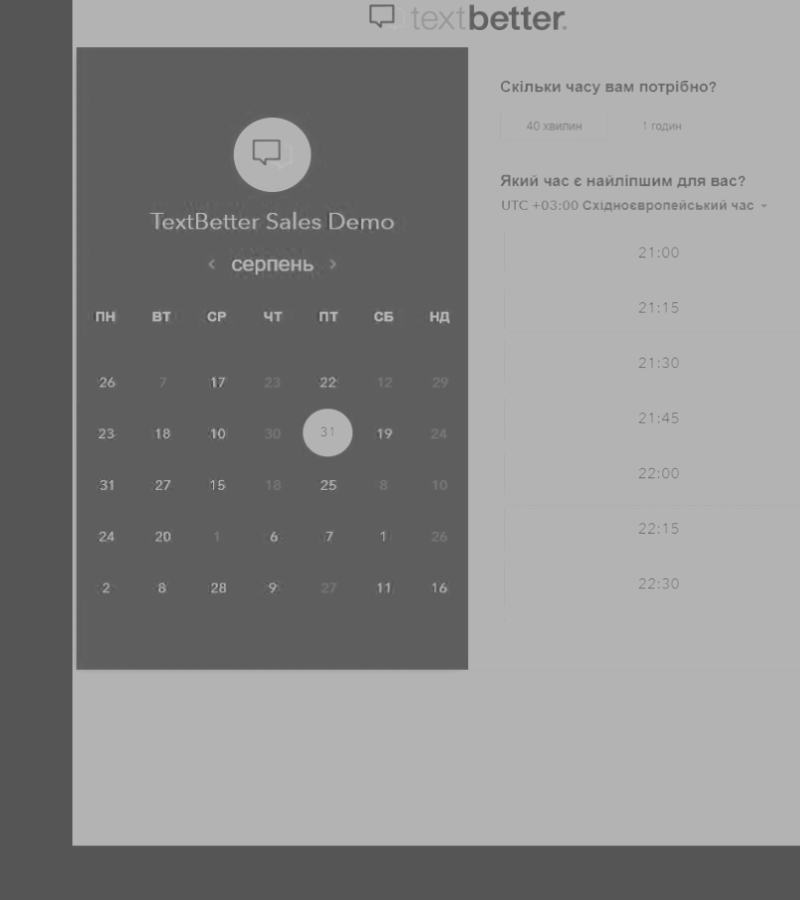 textbetter.
TextBetter Sales Demo
< серпень >
ПН ВТ СР ЧТ ПТ СБ НД
26 7 17 23 22 12 29
23 18 10 30 31 19 24
31 27 15 18 25 8 10
24 20 1 6 7 1 26
2 8 28 9 27 11 16
Скільки часу вам потрібно?
40 хвилин 1 годин
Який час є найліпшим для вас?
UTC +03:00 Східноєвропейський час
21:00
21:15
21:30
21:45
22:00
22:15
22:30